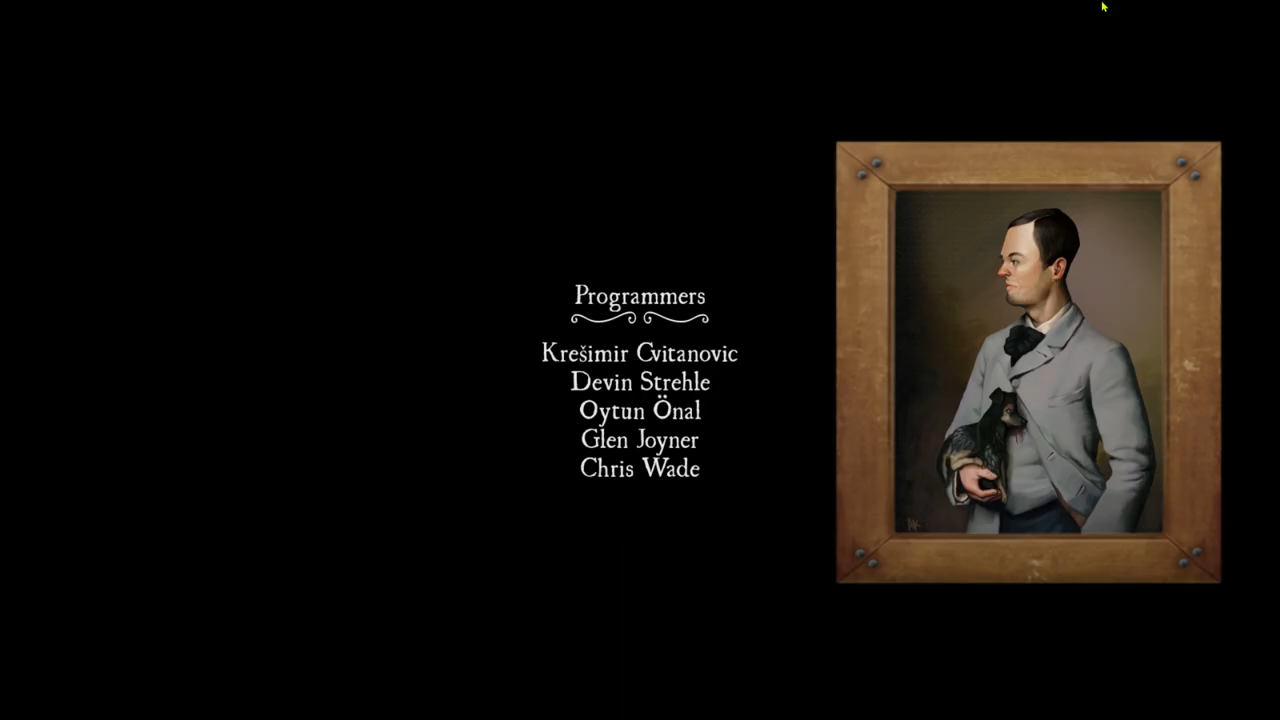 Programmers
Krešimir Cvitanovic
Devin Strehle
Oytun Önal
Glen Joyner
Chris Wade